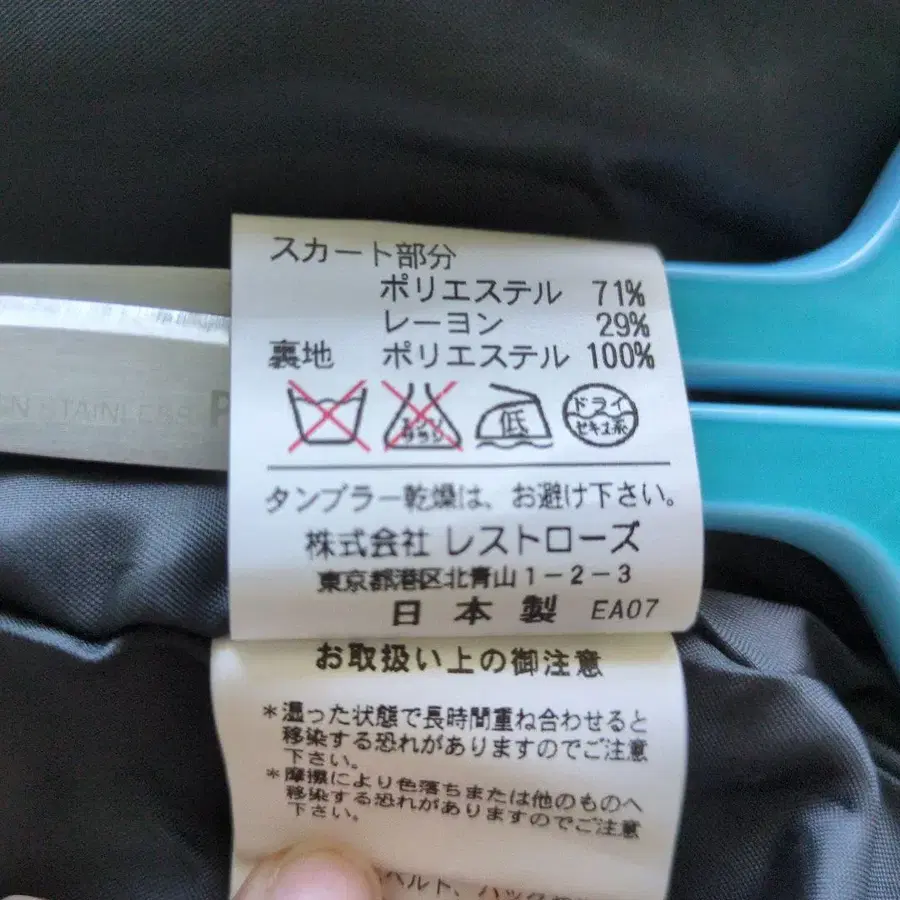 スカート部分
ポリエステル 71%
レーヨン 29%
裏地 ポリエステル 100%
低
ドライ
セキユ系
タンブラー乾燥は、お避け下さい。
株式会社 レストローズ
東京都港区北青山1-2-3
日本製 EA07
お取扱い上の御注意
*湿った状態で長時間重ね合わせると
移染する恐れがありますのでご注意
下さい。
*摩擦により色落ちまたは他のものへ
移染する恐れがありますのでご注意
下さい。
ベルト、バッグ